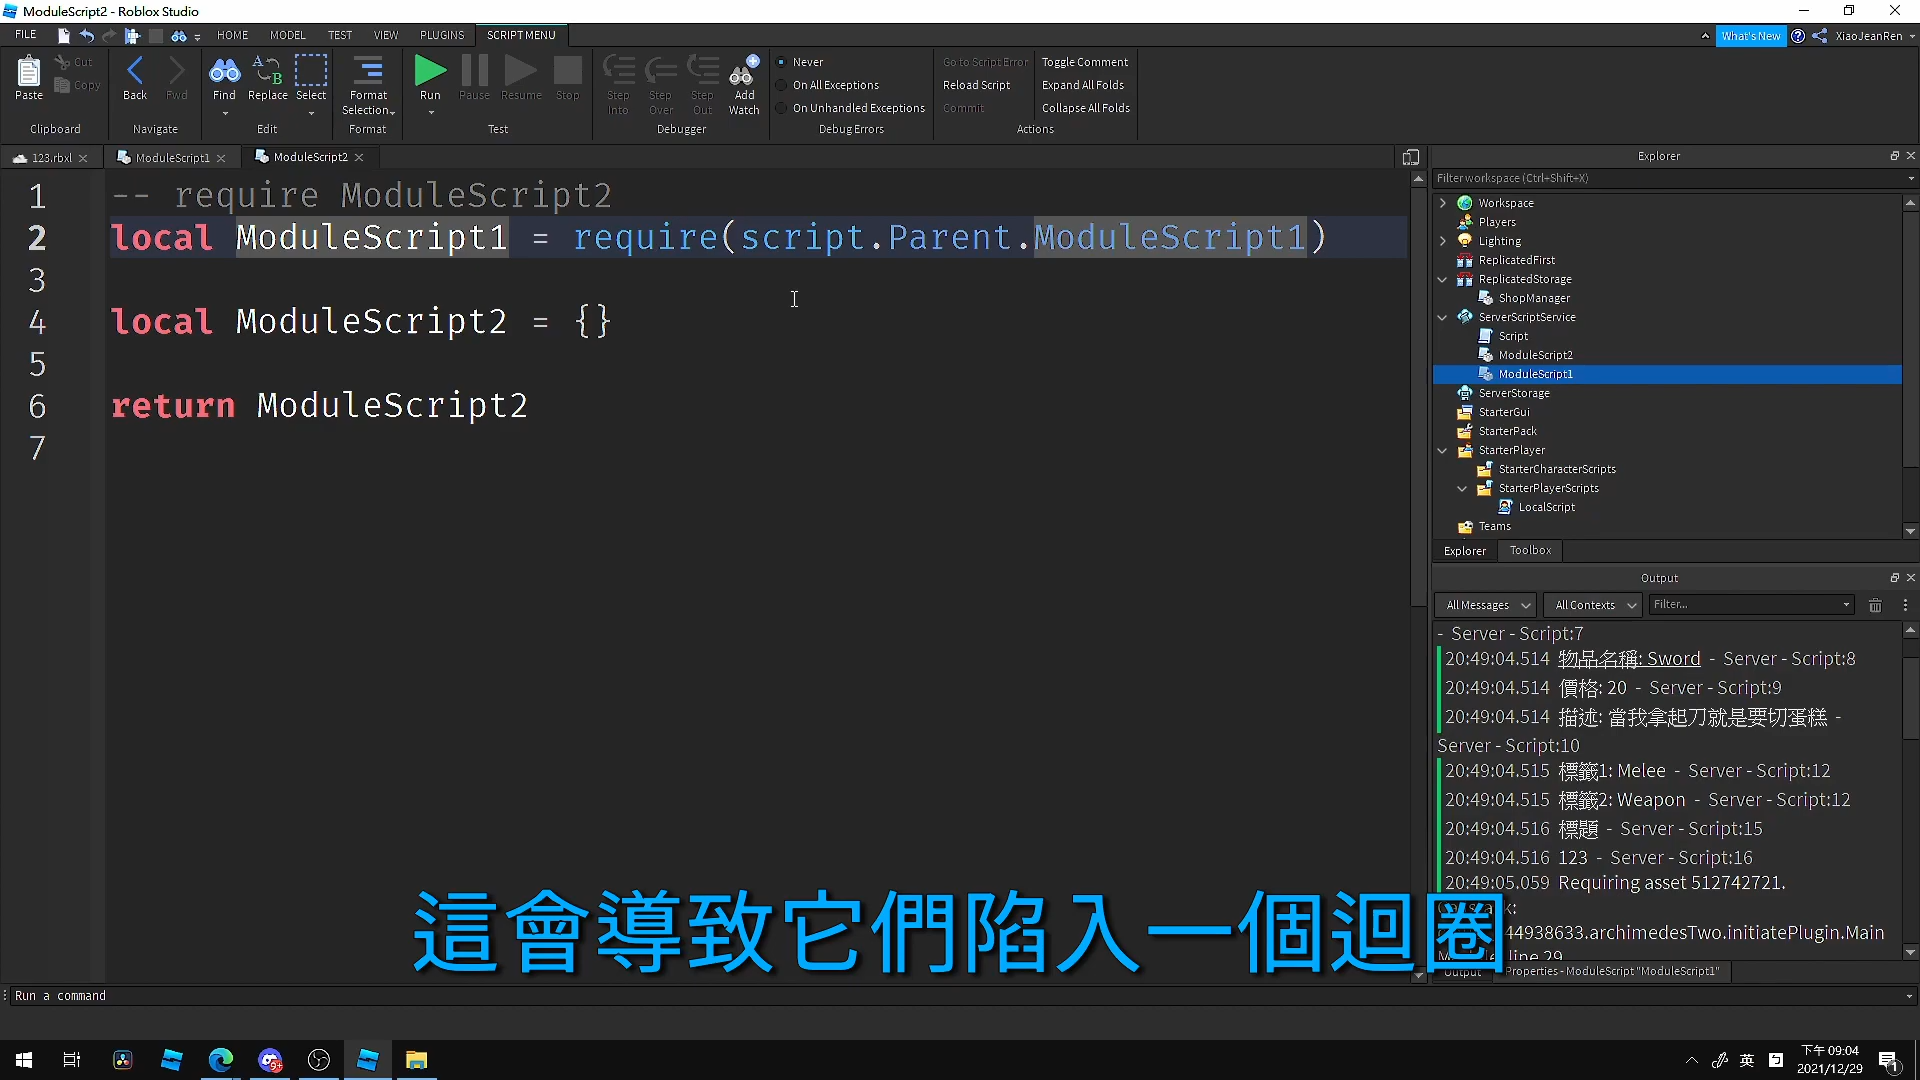 ModuleScript2 - Roblox Studio
FILE HOME MODEL TEST VIEW PLUGINS SCRIPT MENU What's New XiaoJeanRen
Paste Cut Copy Clipboard
Back Fwd Navigate
Find Replace Select Edit
Format Selection Format
Run Pause Resume Stop Test
Step Into Step Over Step Out Add Watch Debugger
Never
On All Exceptions
On Unhandled Exceptions
Debug Errors
Go to Script Error Toggle Comment
Reload Script Expand All Folds
Commit Collapse All Folds
Actions
123.rbxl ModuleScript1 ModuleScript2
1 -- require ModuleScript2
2 local ModuleScript1 = require(script.Parent.ModuleScript1)
3
4 local ModuleScript2 = {}
5
6 return ModuleScript2
7
Explorer
Filter workspace (Ctrl+Shift+X)
Workspace
Players
Lighting
ReplicatedFirst
ReplicatedStorage
ShopManager
ServerScriptService
Script
ModuleScript2
ModuleScript1
ServerStorage
StarterGui
StarterPack
StarterPlayer
StarterCharacterScripts
StarterPlayerScripts
LocalScript
Teams
Explorer Toolbox
Output
All Messages All Contexts Filter...
- Server - Script:7
20:49:04.514 物品名稱: Sword - Server - Script:8
20:49:04.514 價格: 20 - Server - Script:9
20:49:04.514 描述: 當我拿起刀就是要切蛋糕 -
Server - Script:10
20:49:04.515 標籤1: Melee - Server - Script:12
20:49:04.515 標籤2: Weapon - Server - Script:12
20:49:04.516 標題 - Server - Script:15
20:49:04.516 123 - Server - Script:16
20:49:05.059 Requiring asset 512742721.
44938633.archimedesTwo.initiatePlugin.Main
line 29
Output Properties - ModuleScript "ModuleScript1"
這會導致它們陷入一個迴圈
Run a command
9+
英
下午 09:04
2021/12/29
1